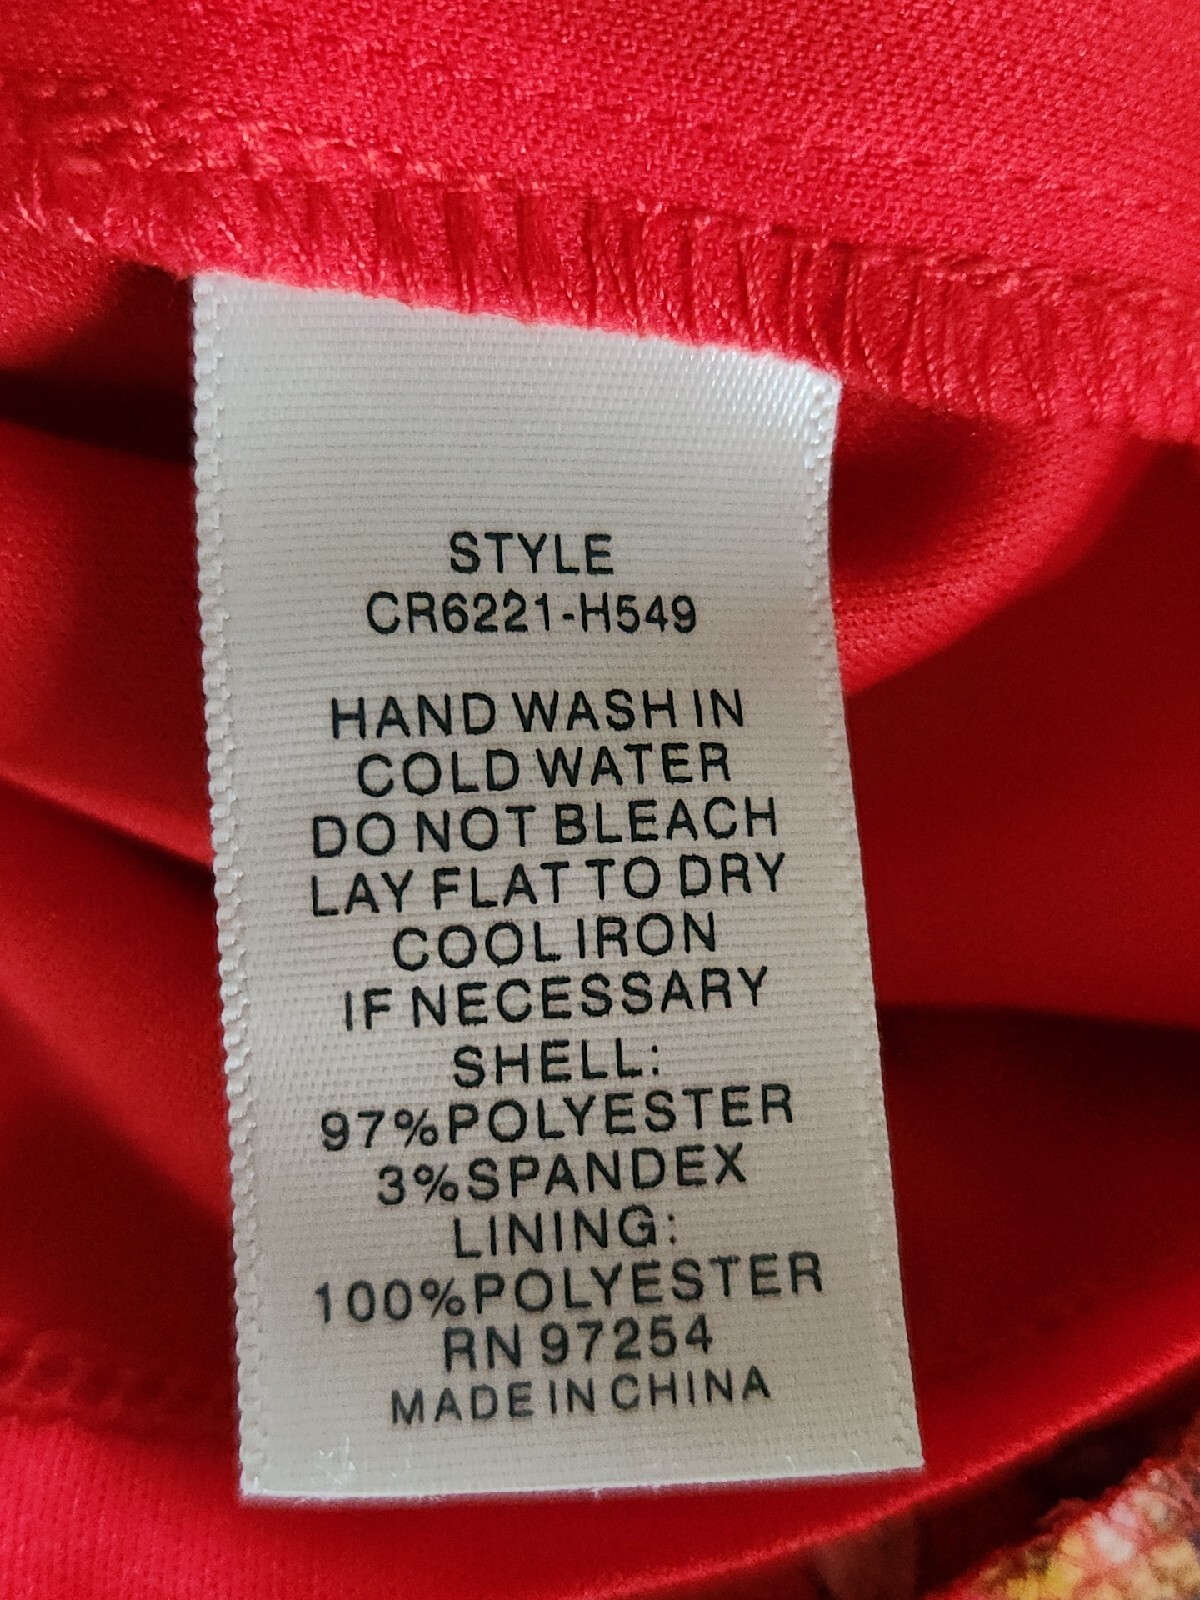 STYLE
CR6221-H549
HAND WASH IN
COLD WATER
DO NOT BLEACH
LAY FLAT TO DRY
COOL IRON
IF NECESSARY
SHELL:
97%POLYESTER
3%SPANDEX
LINING:
100%POLYESTER
RN 97254
MADE IN CHINA